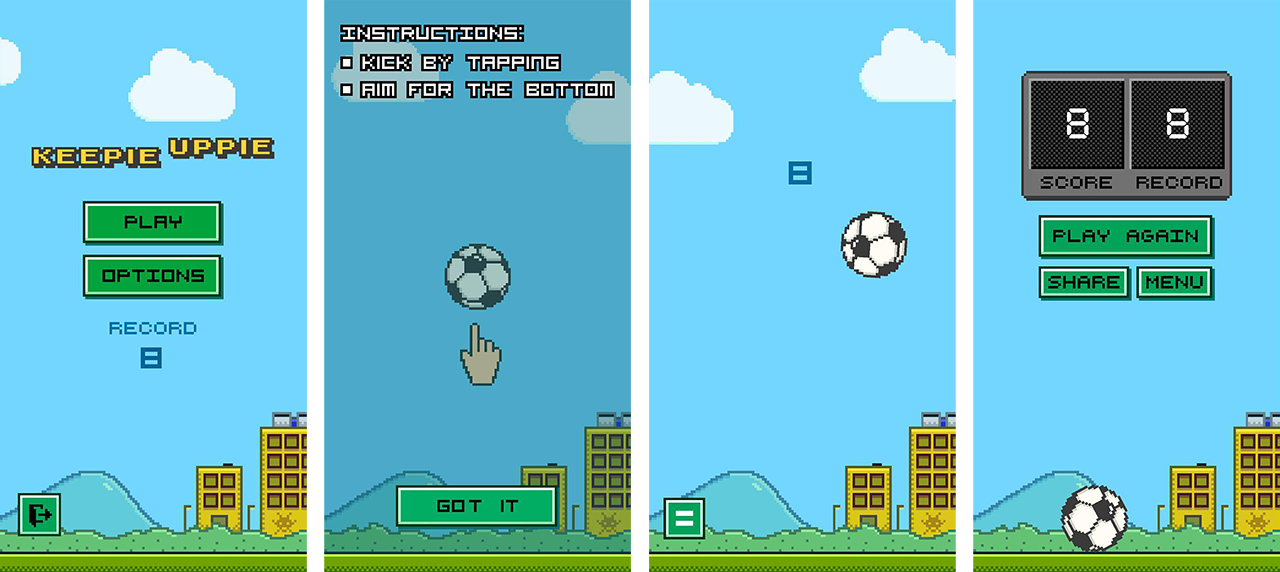 KEEPIE UPPIE
PLAY
OPTIONS
RECORD
8
INSTRUCTIONS:
KICK BY TAPPING
AIM FOR THE BOTTOM
GOT IT
8
8 8
SCORE RECORD
PLAY AGAIN
SHARE MENU